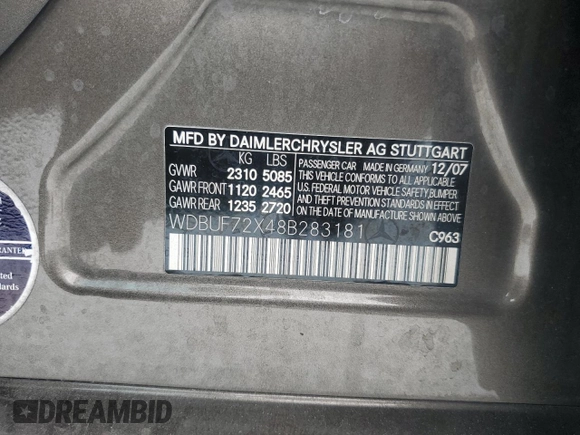 MFD BY DAIMLERCHRYSLER AG STUTTGART
KG LBS
GVWR 2310 5085
GAWR FRONT 1120 2465
GAWR REAR 1235 2720
PASSENGER CAR MADE IN GERMANY 12/07
THIS VEHICLE CONFORMS TO ALL APPLICABLE
U.S. FEDERAL MOTOR VEHICLE SAFETY, BUMPER
AND THEFT PREVENTION STANDARDS IN EFFECT
ON THE DATE OF MANUFACTURE SHOWN ABOVE.
WDBUF72X48B283181
C963
DREAMBID